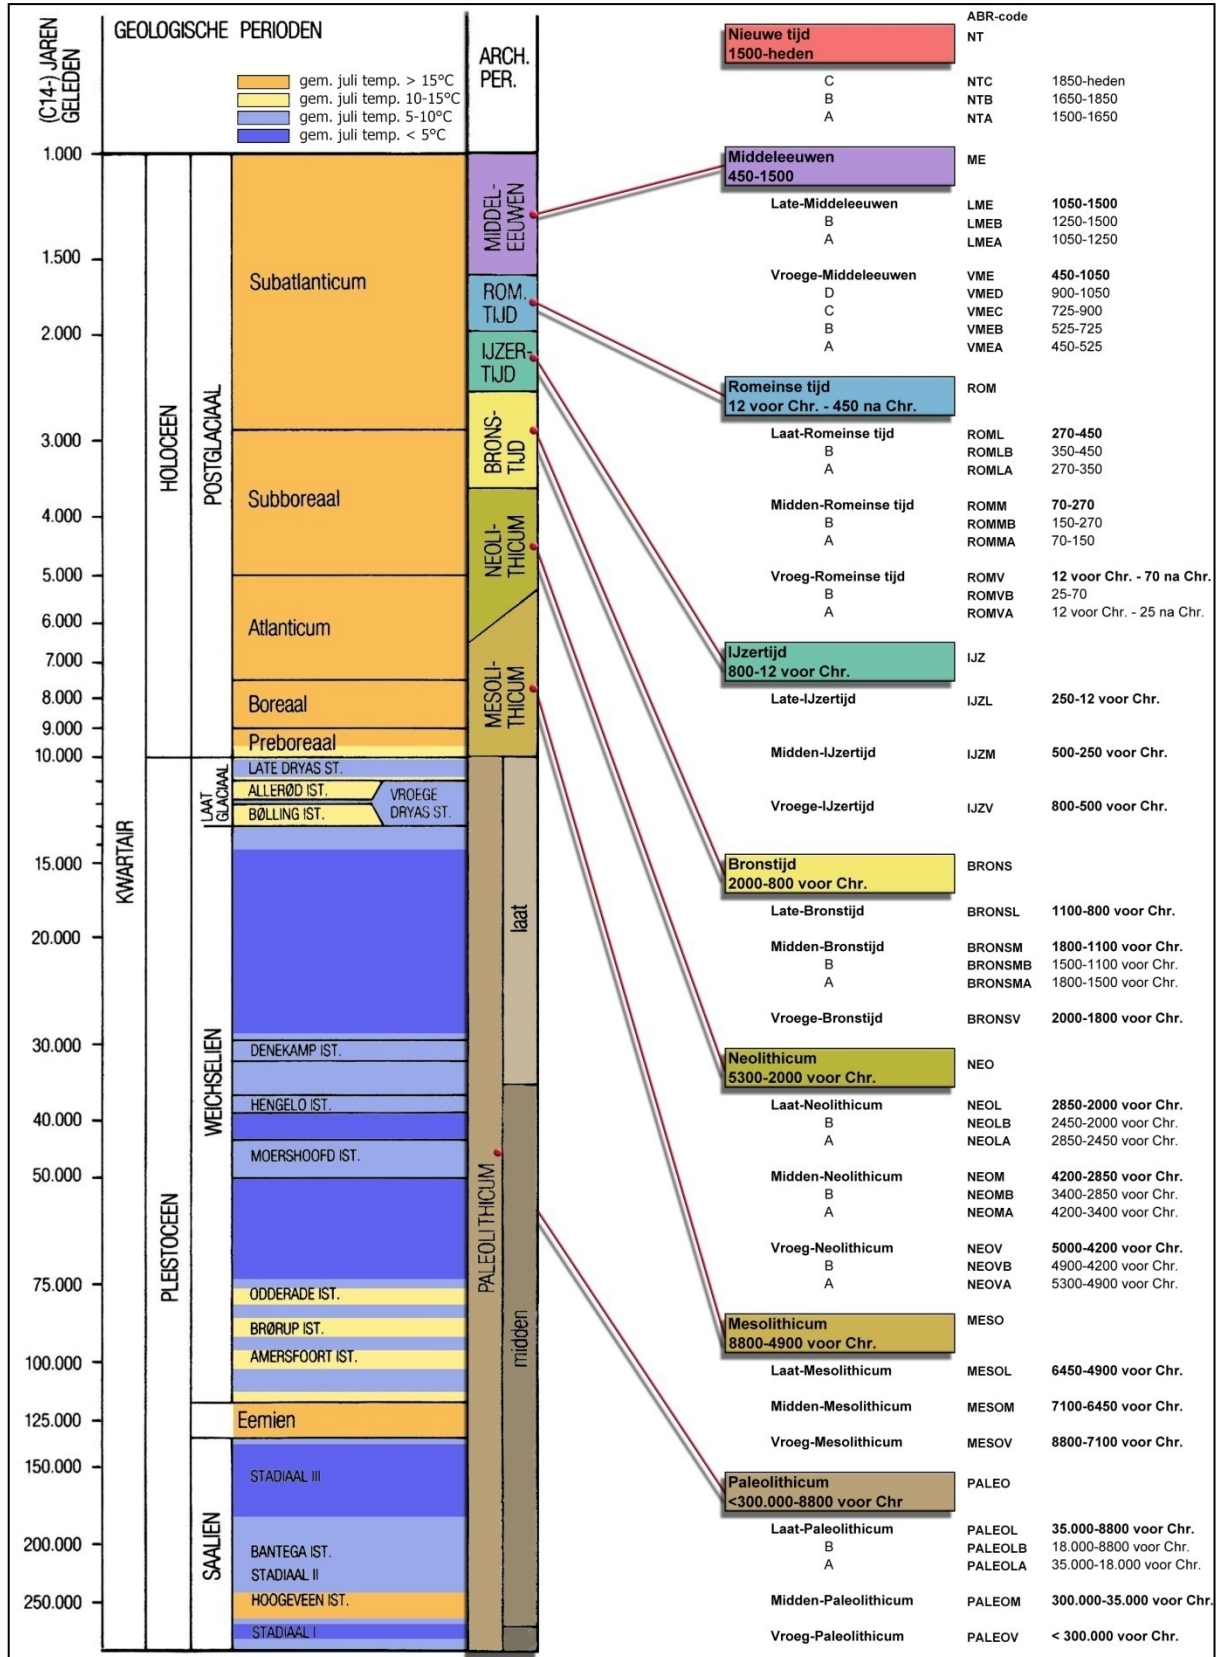 (C14-) JAREN
GELEDEN
GEOLOGISCHE PERIODEN
gem. juli temp. > 15°C
gem. juli temp. 10-15°C
gem. juli temp. 5-10°C
gem. juli temp. < 5°C
ARCH.
PER.
1.000
1.500
2.000
3.000
4.000
5.000
6.000
7.000
8.000
9.000
10.000
15.000
20.000
30.000
40.000
50.000
75.000
100.000
125.000
150.000
200.000
250.000
KWARTAIR
HOLOCEEN
PLEISTOCEEN
POSTGLACIAAL
LAAT
GLACIAAL
WEICHSELIEN
SAALIEN
Subatlanticum
Subboreaal
Atlanticum
Boreaal
Preboreaal
LATE DRYAS ST.
ALLERØD IST.
VROEGE
DRYAS ST.
BØLLING IST.
DENEKAMP IST.
HENGELO IST.
MOERSHOOFD IST.
ODDERADE IST.
BRØRUP IST.
AMERSFOORT IST.
Eemien
STADIAAL III
BANTEGA IST.
STADIAAL II
HOOGEVEEN IST.
STADIAAL I
MIDDEL-
EEUWEN
ROM.
TIJD
IJZER-
TIJD
BRONS-
TIJD
NEOLI-
THICUM
MESOLI-
THICUM
PALEOLITHICUM
laat
midden
ABR-code
Nieuwe tijd NT
1500-heden
C NTC 1850-heden
B NTB 1650-1850
A NTA 1500-1650
Middeleeuwen ME
450-1500
Late-Middeleeuwen LME 1050-1500
B LMEB 1250-1500
A LMEA 1050-1250
Vroege-Middeleeuwen VME 450-1050
D VMED 900-1050
C VMEC 725-900
B VMEB 525-725
A VMEA 450-525
Romeinse tijd ROM
12 voor Chr. - 450 na Chr.
Laat-Romeinse tijd ROML 270-450
B ROMLB 350-450
A ROMLA 270-350
Midden-Romeinse tijd ROMM 70-270
B ROMMB 150-270
A ROMMA 70-150
Vroeg-Romeinse tijd ROMV 12 voor Chr. - 70 na Chr.
B ROMVB 25-70
A ROMVA 12 voor Chr. - 25 na Chr.
IJzertijd IJZ
800-12 voor Chr.
Late-IJzertijd IJZL 250-12 voor Chr.
Midden-IJzertijd IJZM 500-250 voor Chr.
Vroege-IJzertijd IJZV 800-500 voor Chr.
Bronstijd BRONS
2000-800 voor Chr.
Late-Bronstijd BRONSL 1100-800 voor Chr.
Midden-Bronstijd BRONSM 1800-1100 voor Chr.
B BRONSMB 1500-1100 voor Chr.
A BRONSMA 1800-1500 voor Chr.
Vroege-Bronstijd BRONSV 2000-1800 voor Chr.
Neolithicum NEO
5300-2000 voor Chr.
Laat-Neolithicum NEOL 2850-2000 voor Chr.
B NEOLB 2450-2000 voor Chr.
A NEOLA 2850-2450 voor Chr.
Midden-Neolithicum NEOM 4200-2850 voor Chr.
B NEOMB 3400-2850 voor Chr.
A NEOMA 4200-3400 voor Chr.
Vroeg-Neolithicum NEOV 5000-4200 voor Chr.
B NEOVB 4900-4200 voor Chr.
A NEOVA 5300-4900 voor Chr.
Mesolithicum MESO
8800-4900 voor Chr.
Laat-Mesolithicum MESOL 6450-4900 voor Chr.
Midden-Mesolithicum MESOM 7100-6450 voor Chr.
Vroeg-Mesolithicum MESOV 8800-7100 voor Chr.
Paleolithicum PALEO
<300.000-8800 voor Chr
Laat-Paleolithicum PALEOL 35.000-8800 voor Chr.
B PALEOLB 18.000-8800 voor Chr.
A PALEOLA 35.000-18.000 voor Chr.
Midden-Paleolithicum PALEOM 300.000-35.000 voor Chr.
Vroeg-Paleolithicum PALEOV < 300.000 voor Chr.